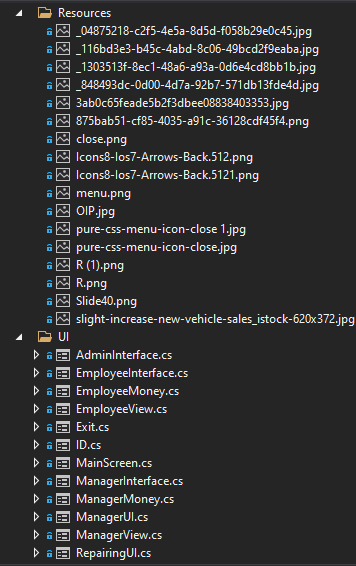 Resources
_04875218-c2f5-4e5a-8d5d-f058b29e0c45.jpg
_116bd3e3-b45c-4abd-8c06-49bcd2f9eaba.jpg
_1303513f-8ec1-48a6-a93a-0d6e4cd8bb1b.jpg
_848493dc-0d00-4d7a-92b7-571db13fde4d.jpg
3ab0c65feade5b2f3dbee08838403353.jpg
875bab51-cf85-4035-a91c-36128cdf45f4.png
close.png
Icons8-Ios7-Arrows-Back.512.png
Icons8-Ios7-Arrows-Back.5121.png
menu.png
OIP.jpg
pure-css-menu-icon-close 1.jpg
pure-css-menu-icon-close.jpg
R (1).png
R.png
Slide40.png
slight-increase-new-vehicle-sales_istock-620x372.jpg
UI
AdminInterface.cs
EmployeeInterface.cs
EmployeeMoney.cs
EmployeeView.cs
Exit.cs
ID.cs
MainScreen.cs
ManagerInterface.cs
ManagerMoney.cs
ManagerUI.cs
ManagerView.cs
RepairingUI.cs